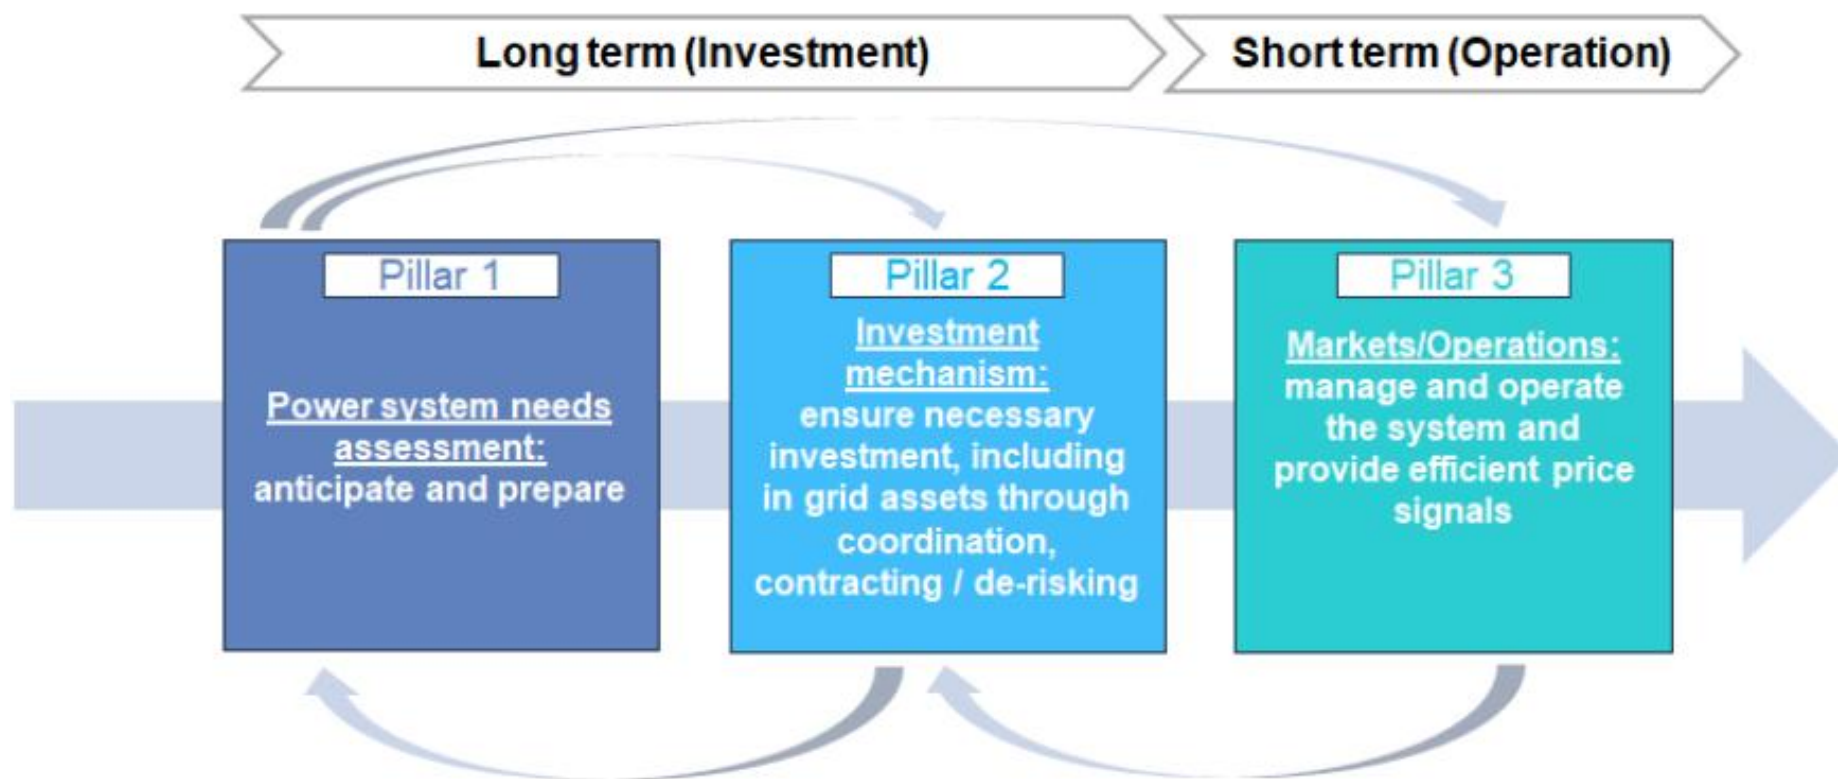 Long term (Investment)
Short term (Operation)
Pillar 1
Power system needs
assessment:
anticipate and prepare
Pillar 2
Investment
mechanism:
ensure necessary
investment, including
in grid assets through
coordination,
contracting / de-risking
Pillar 3
Markets/Operations:
manage and operate
the system and
provide efficient price
signals